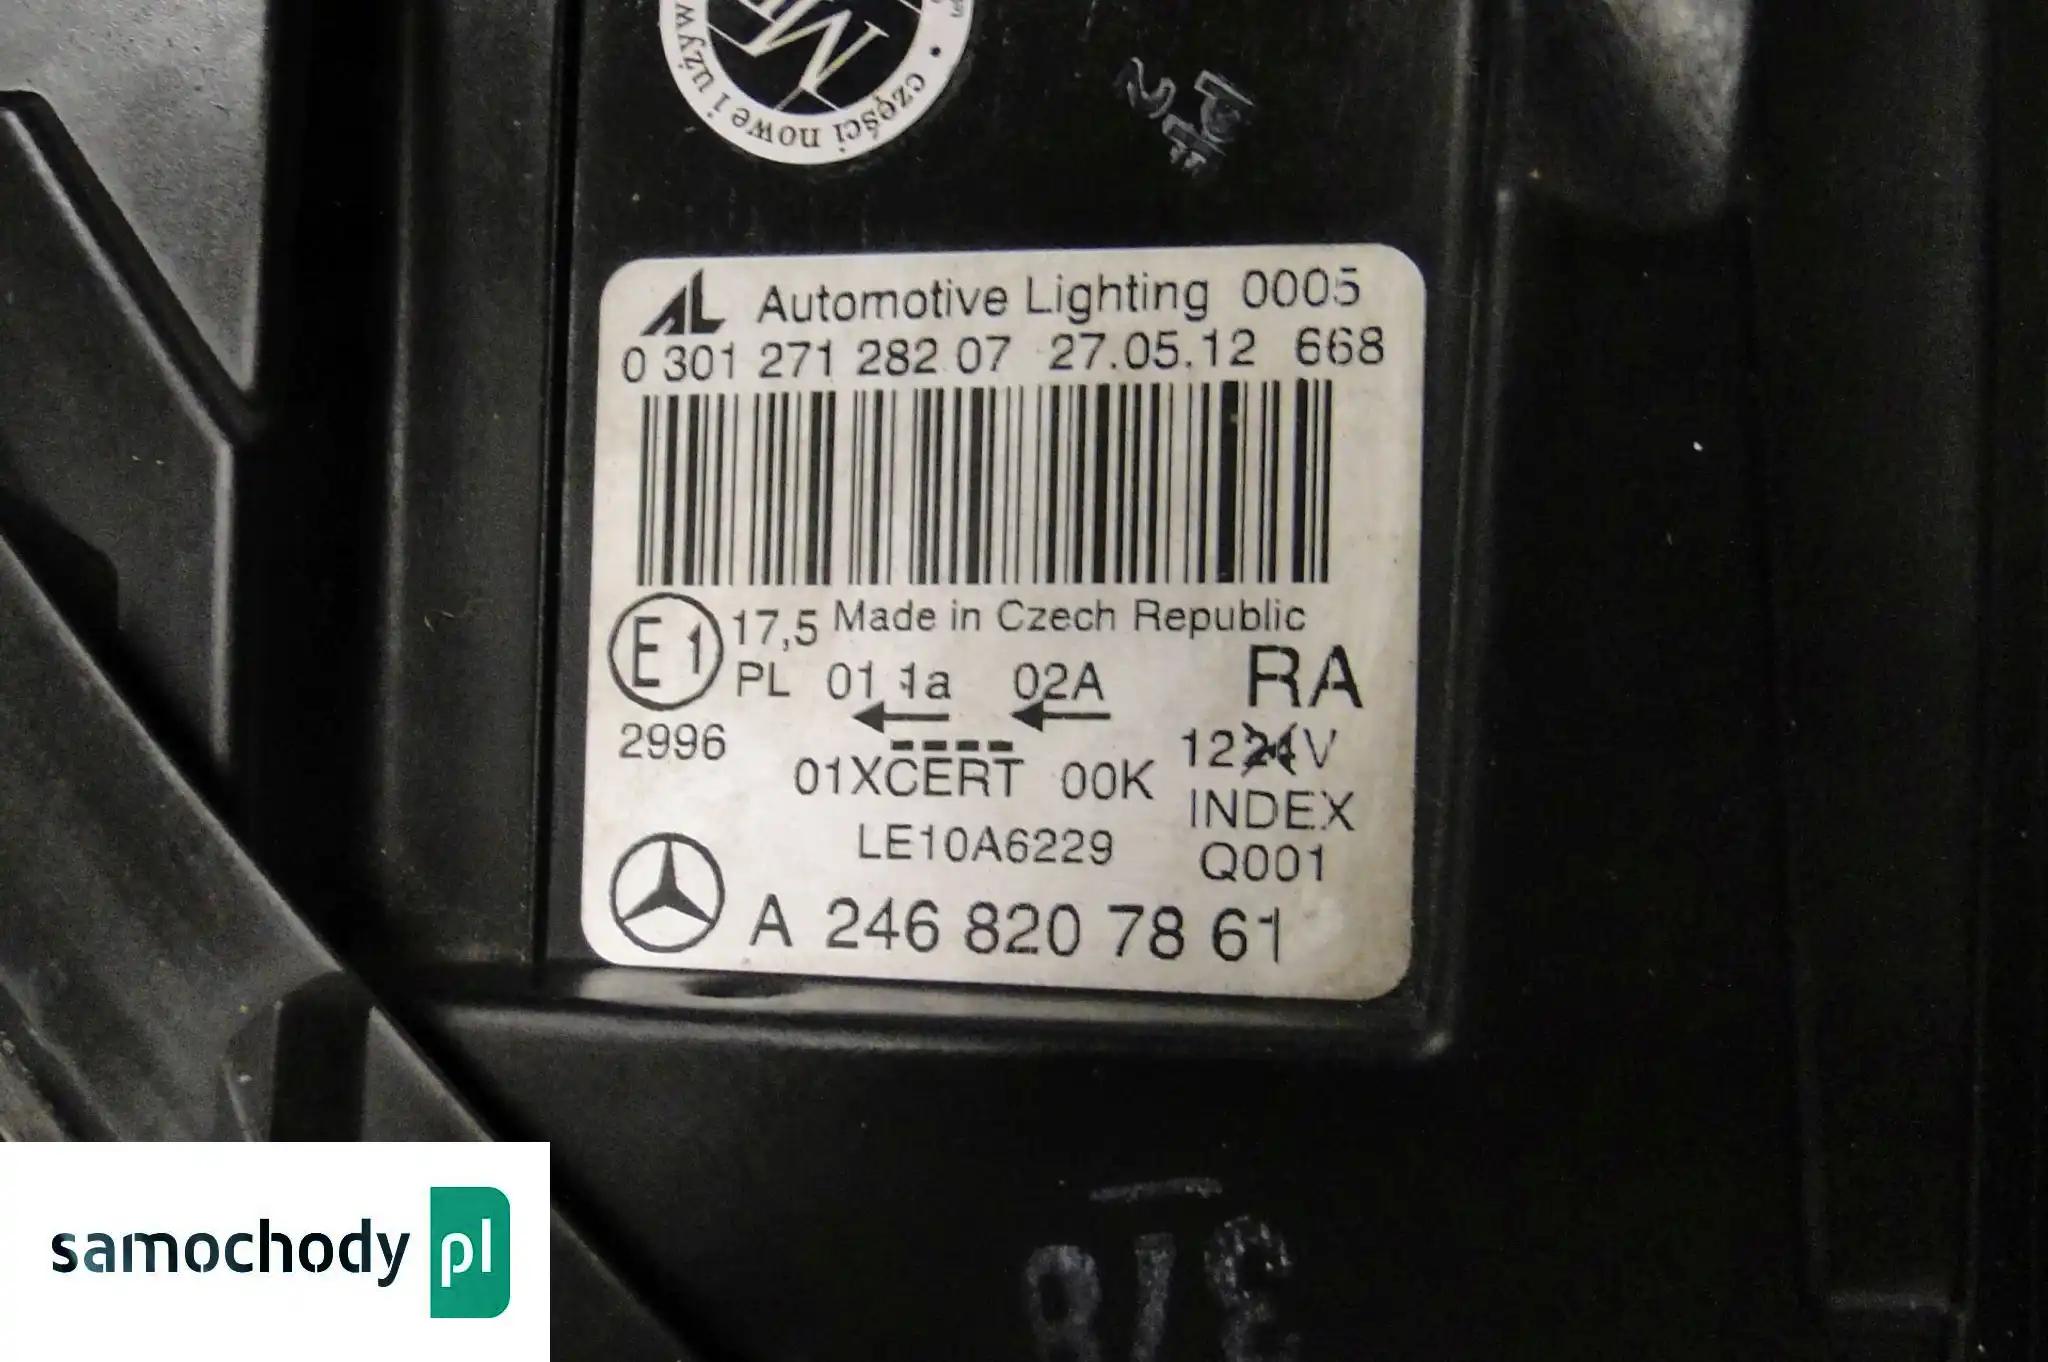 części nowe i używ
AL Automotive Lighting 0005
0 301 271 282 07 27.05.12 668
E1 17,5 Made in Czech Republic
PL 01 1a 02A RA
2996 1224V
01XCERT 00K INDEX
LE10A6229 Q001
A 246 820 78 61
samochody pl